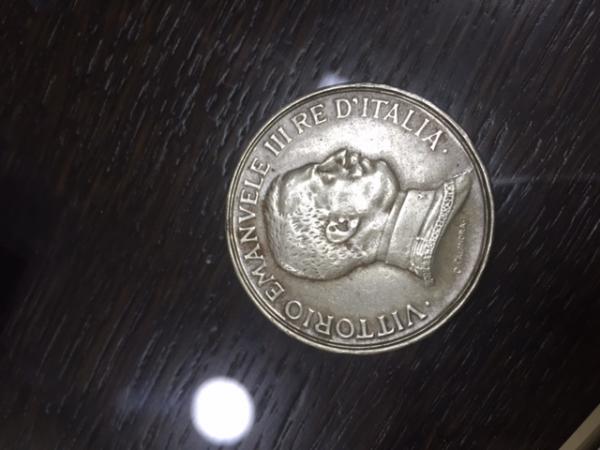 · VITTORIO EMANVELE III RE D'ITALIA ·